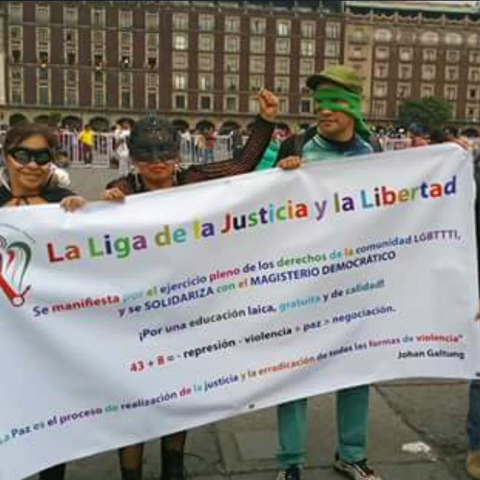 La Liga de la Justicia y la Libertad
Se manifiesta por el ejercicio pleno de los derechos de la comunidad LGBTTTI,
y se SOLIDARIZA con el MAGISTERIO DEMOCRÁTICO
¡Por una educación laica, gratuita y de calidad!!
43 + 8 = - represión - violencia + paz > negociación.
La Paz es el proceso de realización de la justicia y la erradicación de todas las formas de violencia"
Johan Galtung